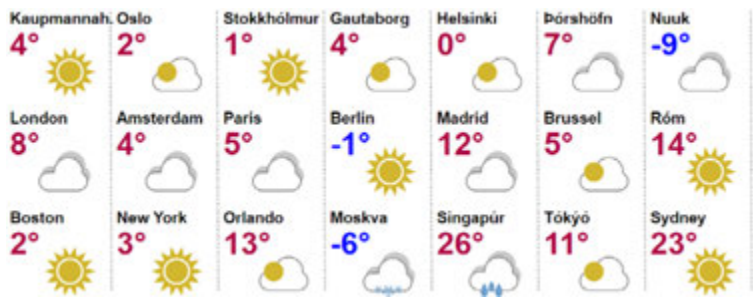 Kaupmannah. Oslo Stokkhólmur Gautaborg Helsinki Þórshöfn Nuuk
4° 2° 1° 4° 0° 7° -9°
London Amsterdam París Berlín Madríd Brussel Róm
8° 4° 5° -1° 12° 5° 14°
Boston New York Orlando Moskva Singapúr Tókýó Sydney
2° 3° 13° -6° 26° 11° 23°